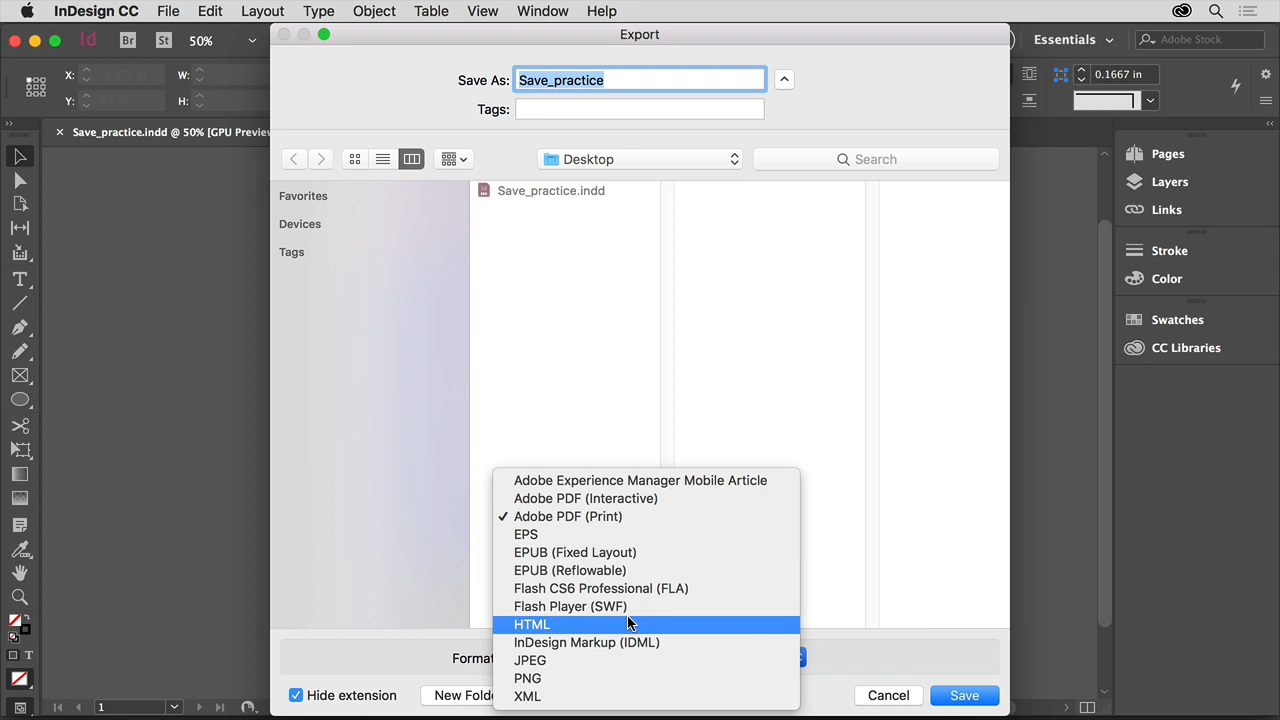 InDesign CC File Edit Layout Type Object Table View Window Help
Id Br St 50%
Export
Essentials
Adobe Stock
X: W:
Y: H:
0.1667 in
Save As: Save_practice
Tags:
Save_practice.indd @ 50% [GPU Preview
Desktop
Search
Favorites
Devices
Tags
Save_practice.indd
Pages
Layers
Links
Stroke
Color
Swatches
CC Libraries
Adobe Experience Manager Mobile Article
Adobe PDF (Interactive)
✓ Adobe PDF (Print)
EPS
EPUB (Fixed Layout)
EPUB (Reflowable)
Flash CS6 Professional (FLA)
Flash Player (SWF)
HTML
InDesign Markup (IDML)
JPEG
PNG
XML
Format
Hide extension
New Folde
Cancel
Save
1